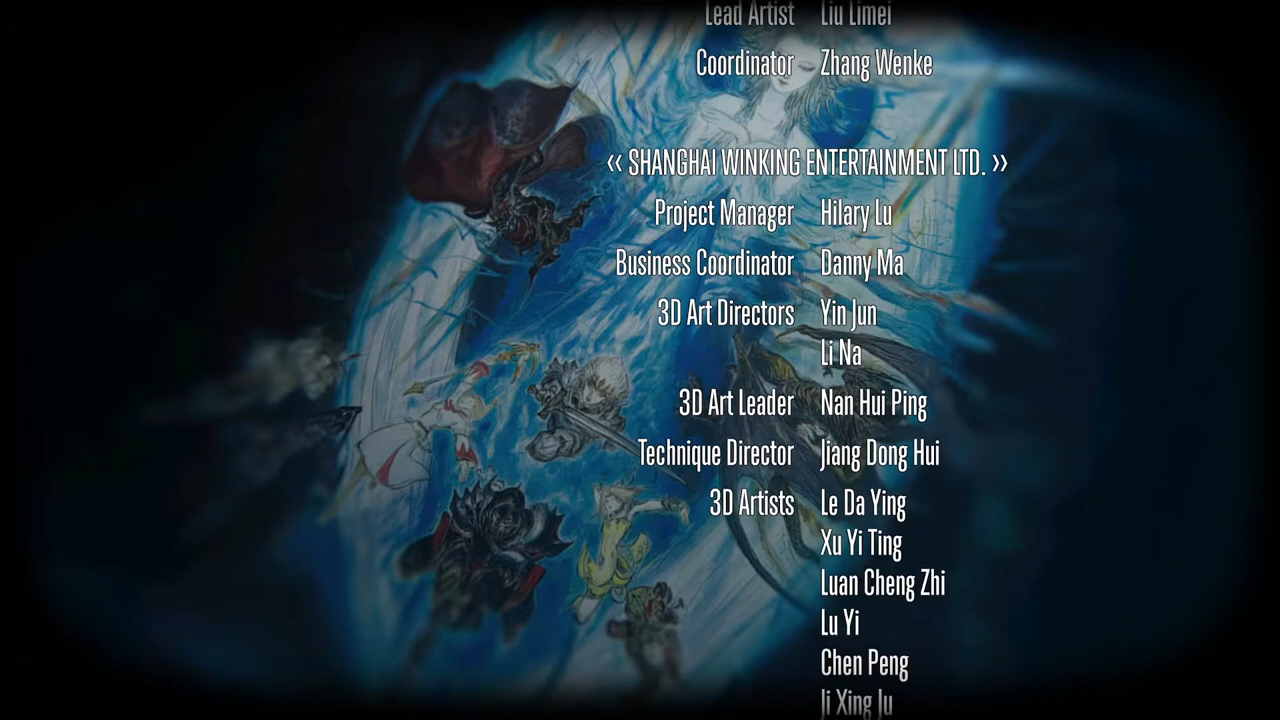 Lead Artist Liu Limei
Coordinator Zhang Wenke
‹‹ SHANGHAI WINKING ENTERTAINMENT LTD. ››
Project Manager Hilary Lu
Business Coordinator Danny Ma
3D Art Directors Yin Jun
Li Na
3D Art Leader Nan Hui Ping
Technique Director Jiang Dong Hui
3D Artists Le Da Ying
Xu Yi Ting
Luan Cheng Zhi
Lu Yi
Chen Peng
Ji Xing Ju